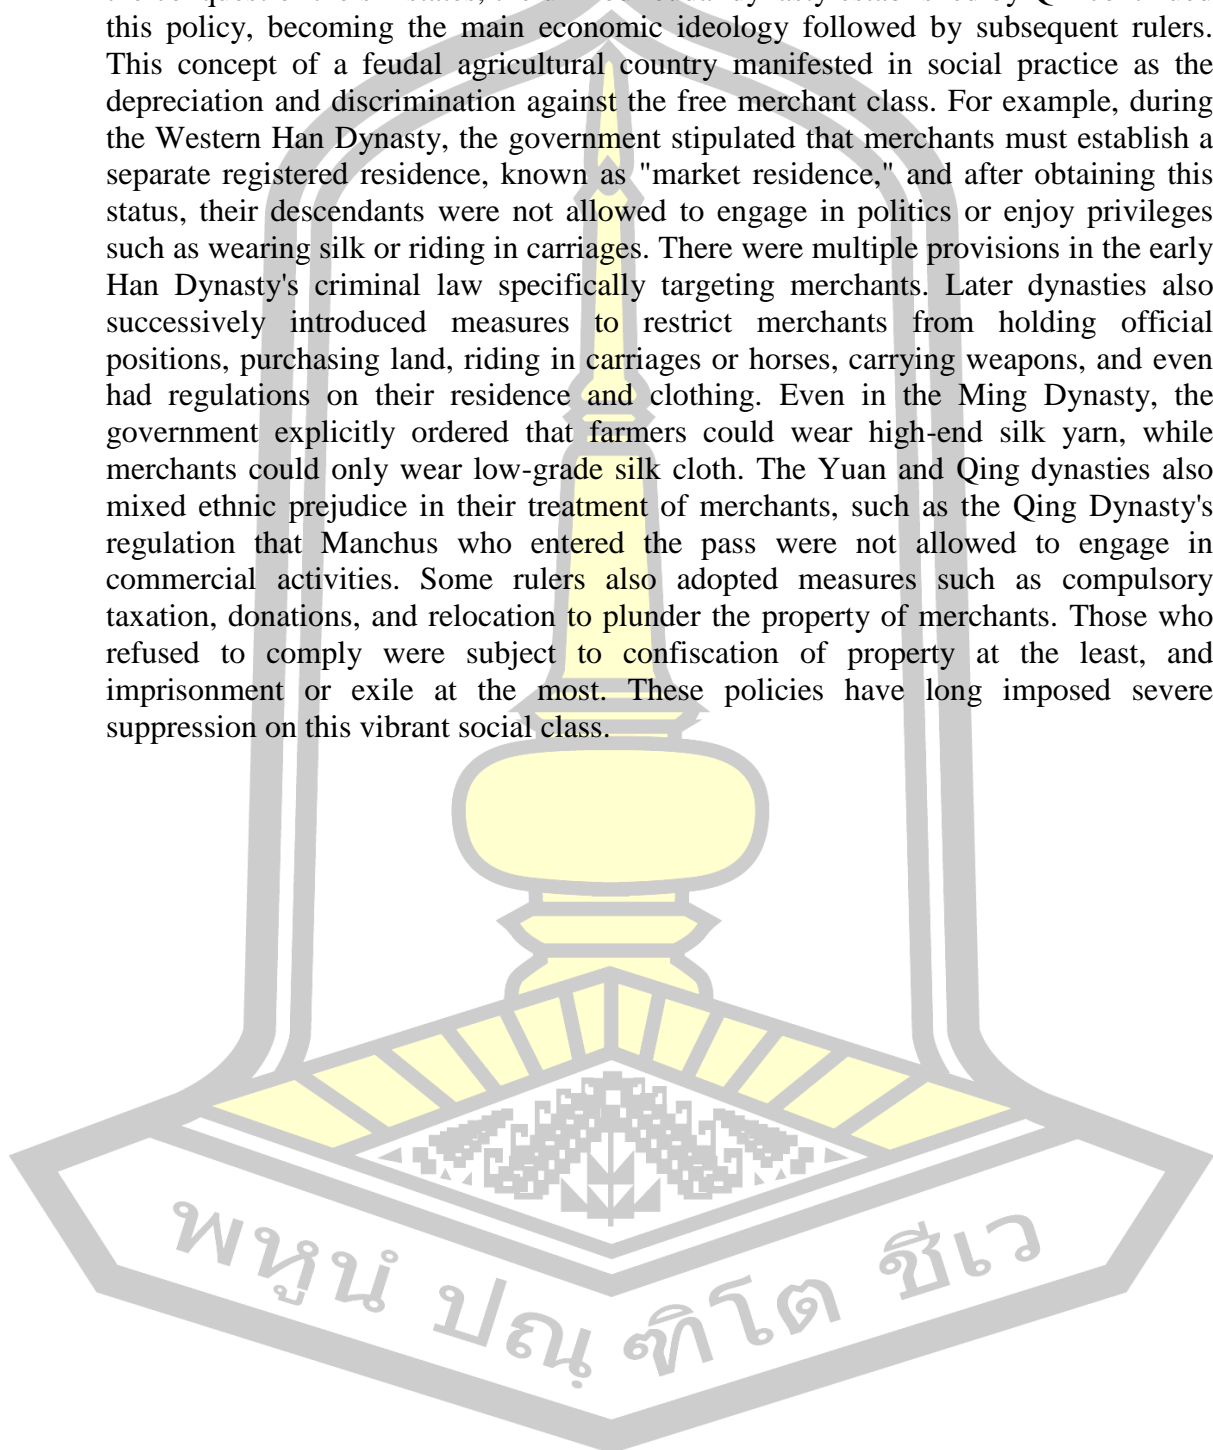 this policy, becoming the main economic ideology followed by subsequent rulers.
This concept of a feudal agricultural country manifested in social practice as the
depreciation and discrimination against the free merchant class. For example, during
the Western Han Dynasty, the government stipulated that merchants must establish a
separate registered residence, known as "market residence," and after obtaining this
status, their descendants were not allowed to engage in politics or enjoy privileges
such as wearing silk or riding in carriages. There were multiple provisions in the early
Han Dynasty's criminal law specifically targeting merchants. Later dynasties also
successively introduced measures to restrict merchants from holding official
positions, purchasing land, riding in carriages or horses, carrying weapons, and even
had regulations on their residence and clothing. Even in the Ming Dynasty, the
government explicitly ordered that farmers could wear high-end silk yarn, while
merchants could only wear low-grade silk cloth. The Yuan and Qing dynasties also
mixed ethnic prejudice in their treatment of merchants, such as the Qing Dynasty's
regulation that Manchus who entered the pass were not allowed to engage in
commercial activities. Some rulers also adopted measures such as compulsory
taxation, donations, and relocation to plunder the property of merchants. Those who
refused to comply were subject to confiscation of property at the least, and
imprisonment or exile at the most. These policies have long imposed severe
suppression on this vibrant social class.
พหูนํ ปณฺฑิโต ชีเว